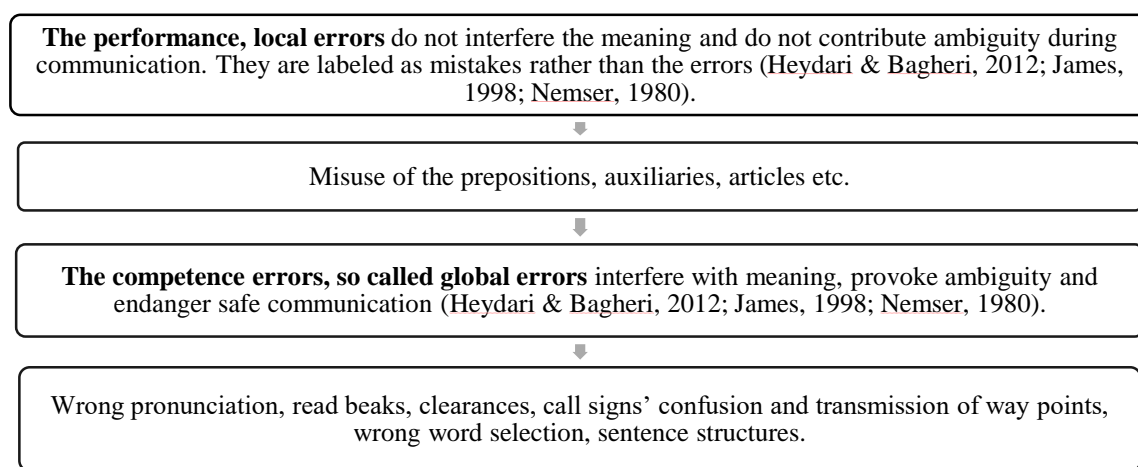 The performance, local errors do not interfere the meaning and do not contribute ambiguity during
communication. They are labeled as mistakes rather than the errors (Heydari & Bagheri, 2012; James,
1998; Nemser, 1980).
Misuse of the prepositions, auxiliaries, articles etc.
The competence errors, so called global errors interfere with meaning, provoke ambiguity and
endanger safe communication (Heydari & Bagheri, 2012; James, 1998; Nemser, 1980).
Wrong pronunciation, read beaks, clearances, call signs’ confusion and transmission of way points,
wrong word selection, sentence structures.